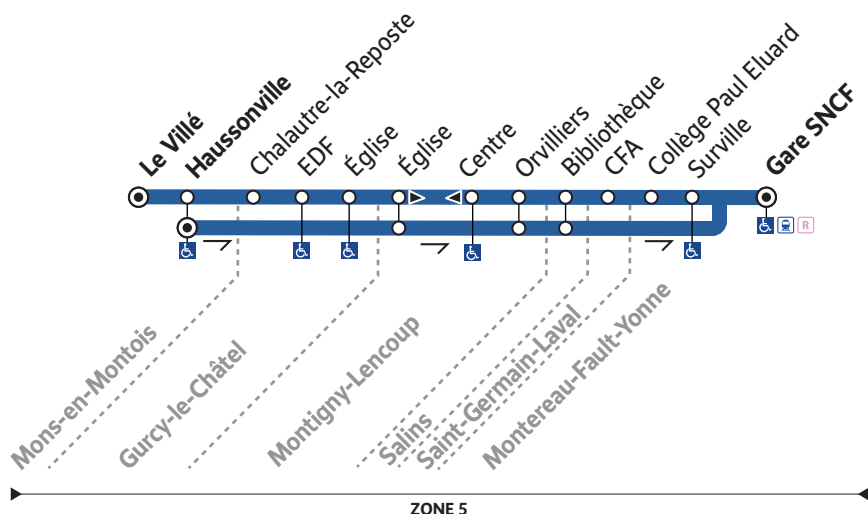 Le Villé
Haussonville
Chalautre-la-Reposte
EDF
Église
Église
Centre
Orvilliers
Bibliothèque
CFA
Collège Paul Eluard
Surville
Gare SNCF
R
Mons-en-Montois
Gurcy-le-Châtel
Montigny-Lencoup
Salins
Saint-Germain-Laval
Montereau-Fault-Yonne
ZONE 5